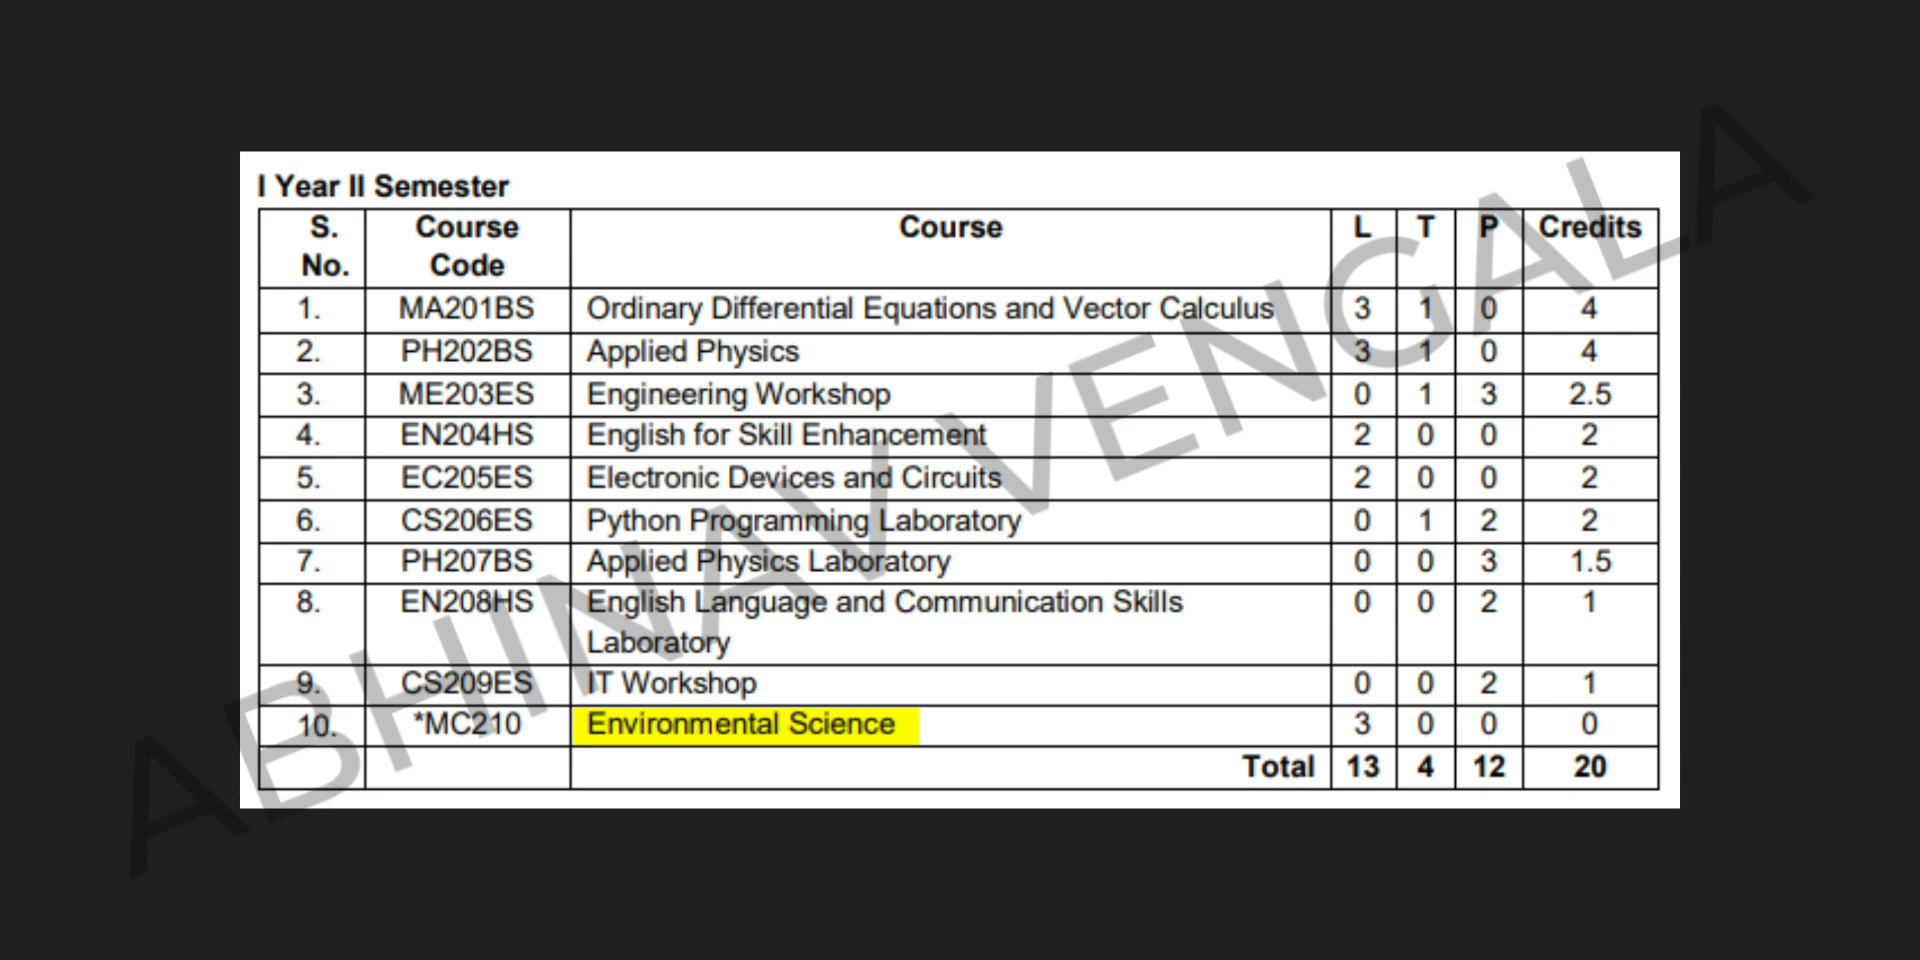 I Year II Semester
S. No. Course Code Course L T P Credits
1. MA201BS Ordinary Differential Equations and Vector Calculus 3 1 0 4
2. PH202BS Applied Physics 3 1 0 4
3. ME203ES Engineering Workshop 0 1 3 2.5
4. EN204HS English for Skill Enhancement 2 0 0 2
5. EC205ES Electronic Devices and Circuits 2 0 0 2
6. CS206ES Python Programming Laboratory 0 1 2 2
7. PH207BS Applied Physics Laboratory 0 0 3 1.5
8. EN208HS English Language and Communication Skills 0 0 2 1
Laboratory
9. CS209ES IT Workshop 0 0 2 1
10. *MC210 Environmental Science 3 0 0 0
Total 13 4 12 20
ABHINAV VENGALA